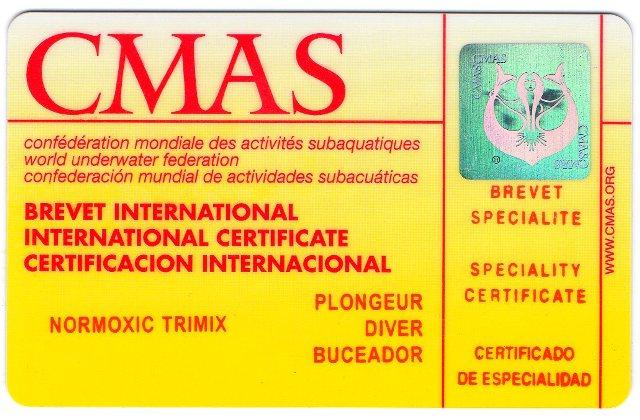 CMAS
confédération mondiale des activités subaquatiques
world underwater federation
confederación mundial de actividades subacuáticas
BREVET INTERNATIONAL
INTERNATIONAL CERTIFICATE
CERTIFICACION INTERNACIONAL
NORMOXIC TRIMIX
PLONGEUR
DIVER
BUCEADOR
CMAS
®
BREVET
SPECIALITE
SPECIALITY
CERTIFICATE
CERTIFICADO
DE ESPECIALIDAD
WWW.CMAS.ORG